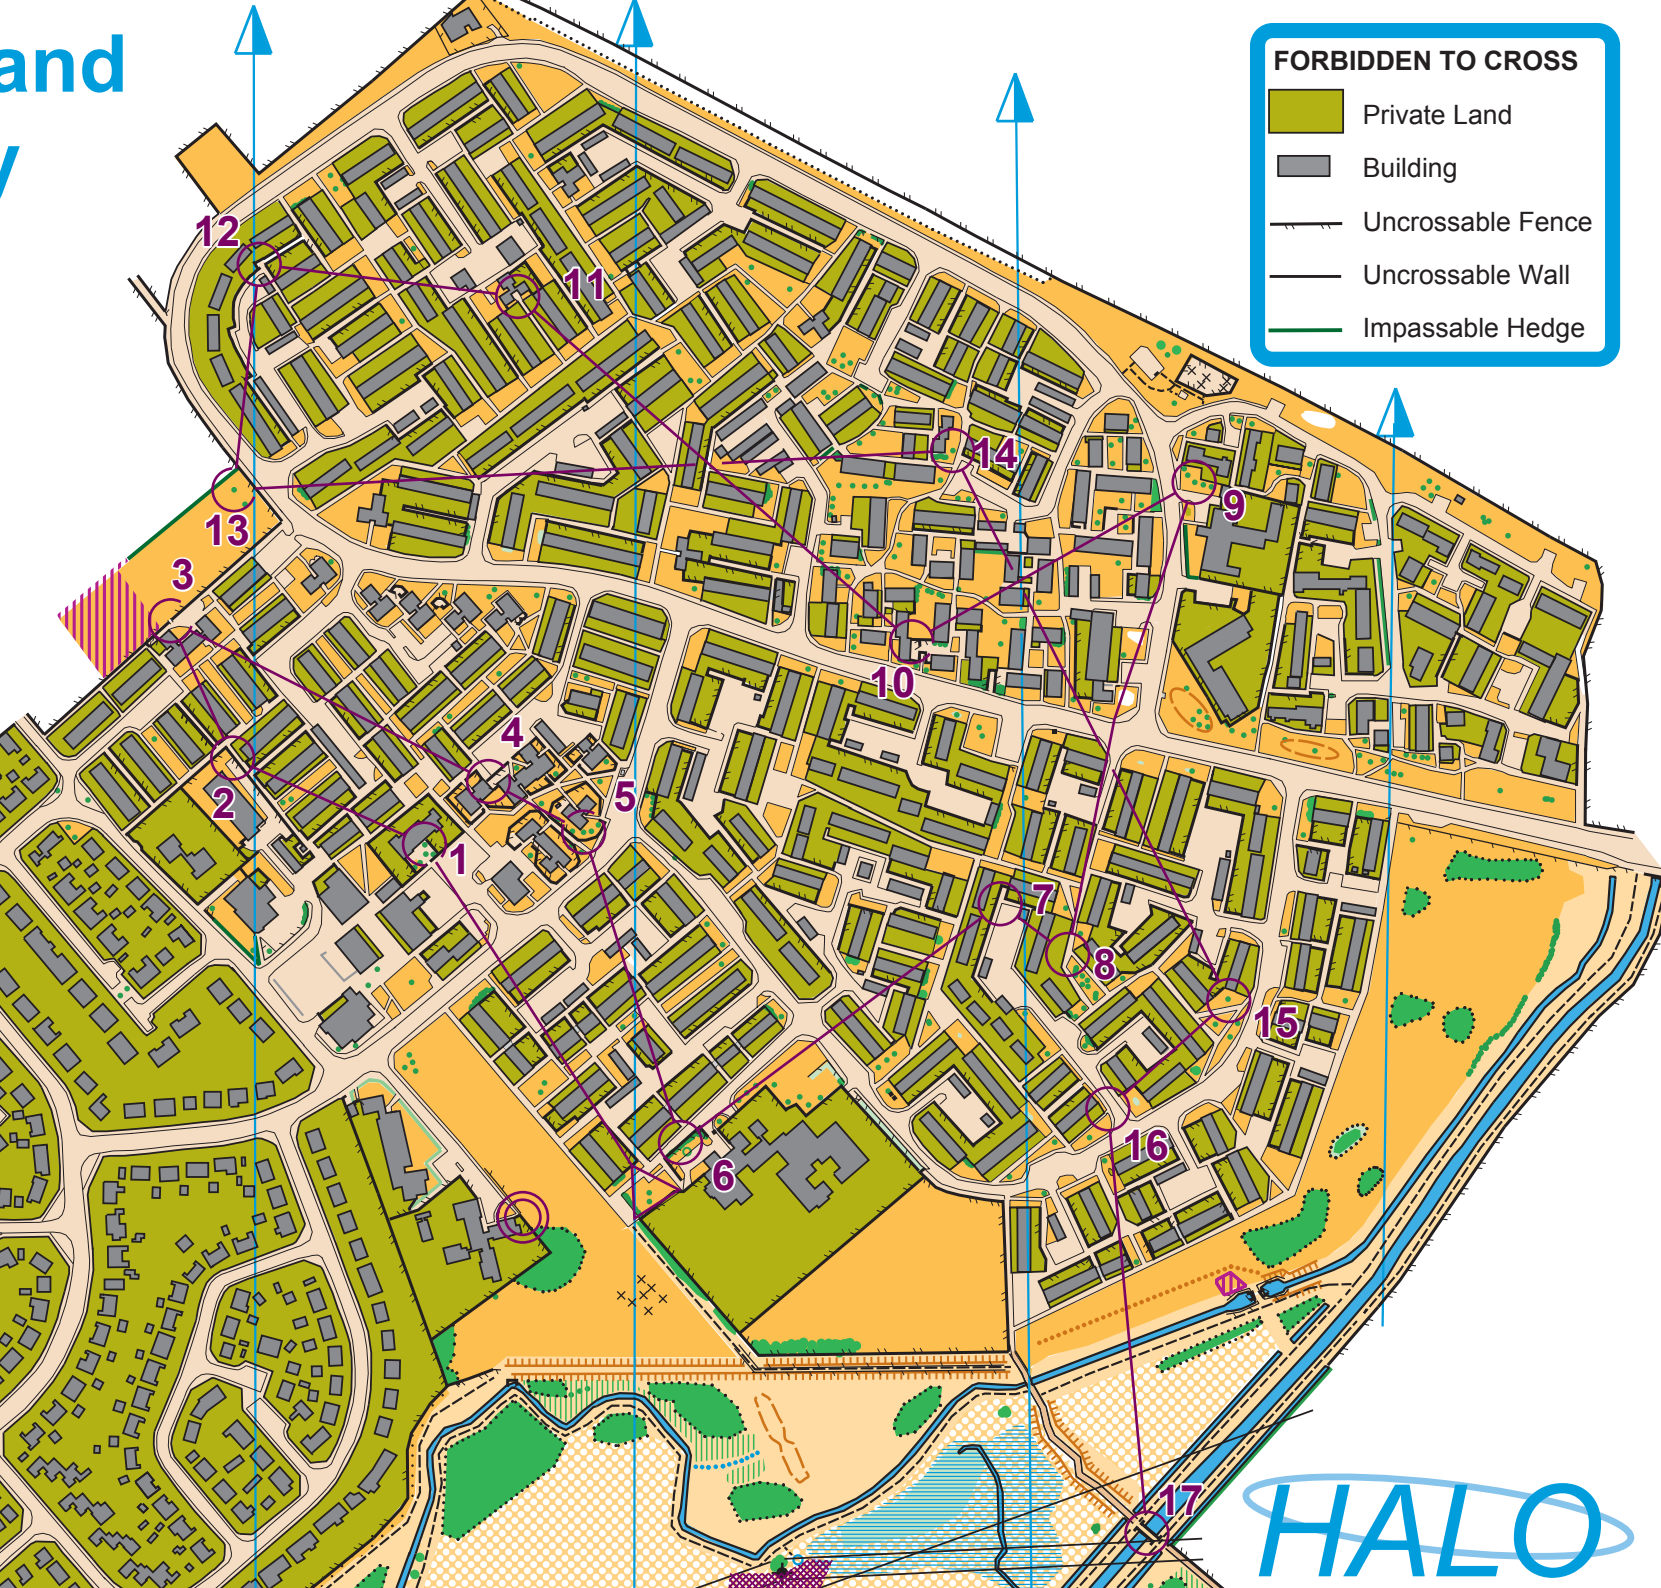 and
y
FORBIDDEN TO CROSS
Private Land
Building
Uncrossable Fence
Uncrossable Wall
Impassable Hedge
12
11
14
9
13
3
10
4
2
5
1
7
8
15
16
6
17
HALO